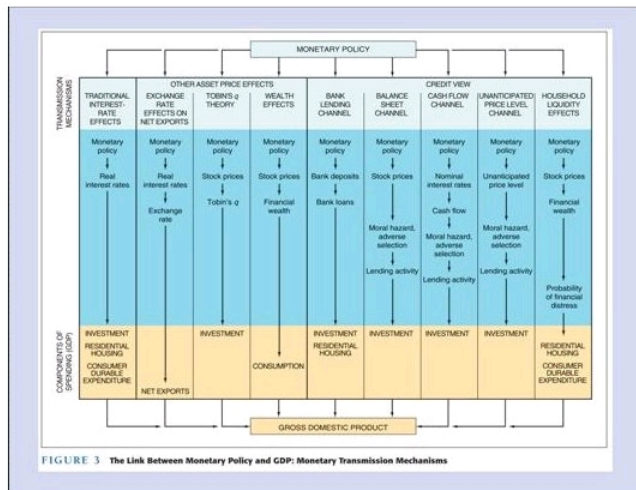 MONETARY POLICY
TRANSMISSION
MECHANISMS
OTHER ASSET PRICE EFFECTS
CREDIT VIEW
TRADITIONAL
INTEREST-
RATE
EFFECTS
EXCHANGE
RATE
EFFECTS ON
NET EXPORTS
TOBIN'S q
THEORY
WEALTH
EFFECTS
BANK
LENDING
CHANNEL
BALANCE
SHEET
CHANNEL
CASH FLOW
CHANNEL
UNANTICIPATED
PRICE LEVEL
CHANNEL
HOUSEHOLD
LIQUIDITY
EFFECTS
Monetary
policy
Real
interest rates
Monetary
policy
Real
interest rates
Exchange
rate
Monetary
policy
Stock prices
Tobin's q
Monetary
policy
Stock prices
Financial
wealth
Monetary
policy
Bank deposits
Bank loans
Monetary
policy
Stock prices
Moral hazard,
adverse
selection
Lending activity
Monetary
policy
Nominal
interest rates
Cash flow
Moral hazard,
adverse
selection
Lending activity
Monetary
policy
Unanticipated
price level
Moral hazard,
adverse
selection
Lending activity
Monetary
policy
Stock prices
Financial
wealth
Probability
of financial
distress
COMPONENTS OF
SPENDING (GDP)
INVESTMENT
RESIDENTIAL
HOUSING
CONSUMER
DURABLE
EXPENDITURE
NET EXPORTS
INVESTMENT
CONSUMPTION
INVESTMENT
RESIDENTIAL
HOUSING
INVESTMENT
INVESTMENT
INVESTMENT
RESIDENTIAL
HOUSING
CONSUMER
DURABLE
EXPENDITURE
GROSS DOMESTIC PRODUCT
FIGURE 3 The Link Between Monetary Policy and GDP: Monetary Transmission Mechanisms